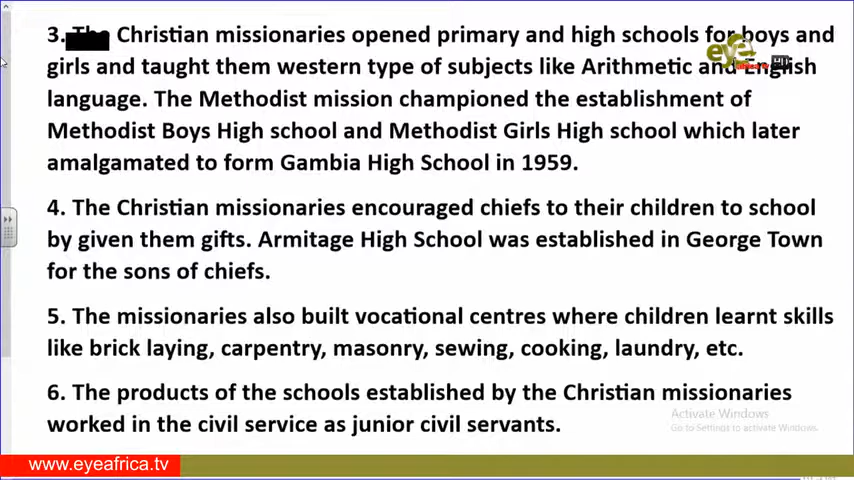 3. The Christian missionaries opened primary and high schools for boys and
girls and taught them western type of subjects like Arithmetic and English
language. The Methodist mission championed the establishment of
Methodist Boys High school and Methodist Girls High school which later
amalgamated to form Gambia High School in 1959.
4. The Christian missionaries encouraged chiefs to their children to school
by given them gifts. Armitage High School was established in George Town
for the sons of chiefs.
5. The missionaries also built vocational centres where children learnt skills
like brick laying, carpentry, masonry, sewing, cooking, laundry, etc.
6. The products of the schools established by the Christian missionaries
worked in the civil service as junior civil servants.
eye
africa tv
Activate Windows
Go to Settings to activate Windows.
www.eyeafrica.tv